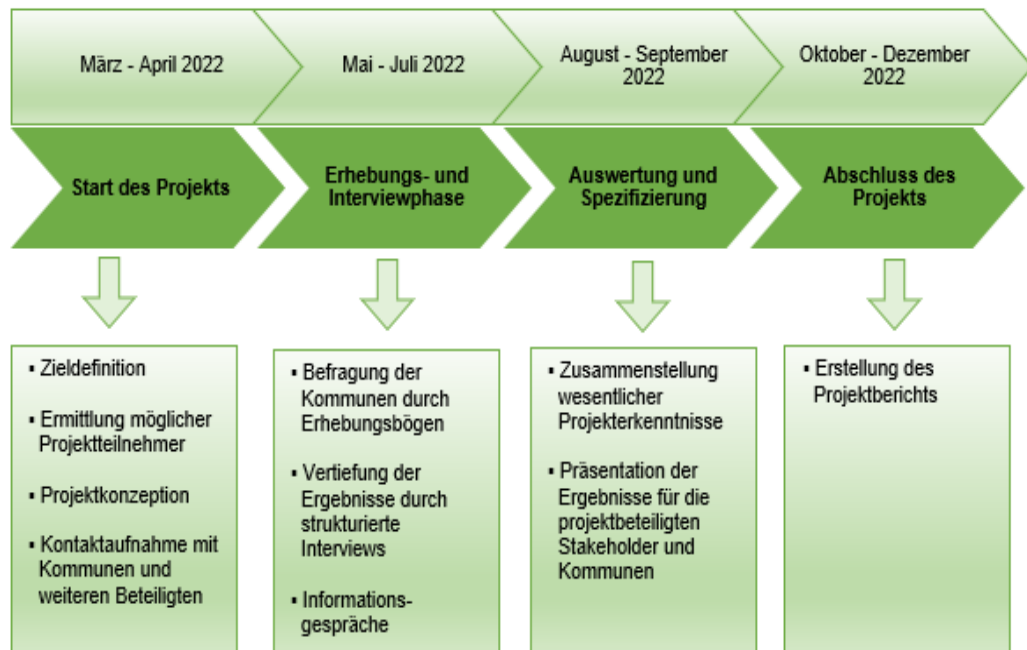 März - April 2022
Mai - Juli 2022
August - September
2022
Oktober - Dezember
2022
Start des Projekts
Erhebungs- und
Interviewphase
Auswertung und
Spezifizierung
Abschluss des
Projekts
▪ Zieldefinition
▪ Ermittlung möglicher
Projektteilnehmer
▪ Projektkonzeption
▪ Kontaktaufnahme mit
Kommunen und
weiteren Beteiligten
▪ Befragung der
Kommunen durch
Erhebungsbögen
▪ Vertiefung der
Ergebnisse durch
strukturierte
Interviews
▪ Informations-
gespräche
▪ Zusammenstellung
wesentlicher
Projekterkenntnisse
▪ Präsentation der
Ergebnisse für die
projektbeteiligten
Stakeholder und
Kommunen
▪ Erstellung des
Projektberichts